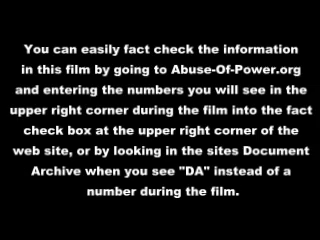 You can easily fact check the information
in this film by going to Abuse-Of-Power.org
and entering the numbers you will see in the
upper right corner during the film into the fact
check box at the upper right corner of the
web site, or by looking in the sites Document
Archive when you see "DA" instead of a
number during the film.